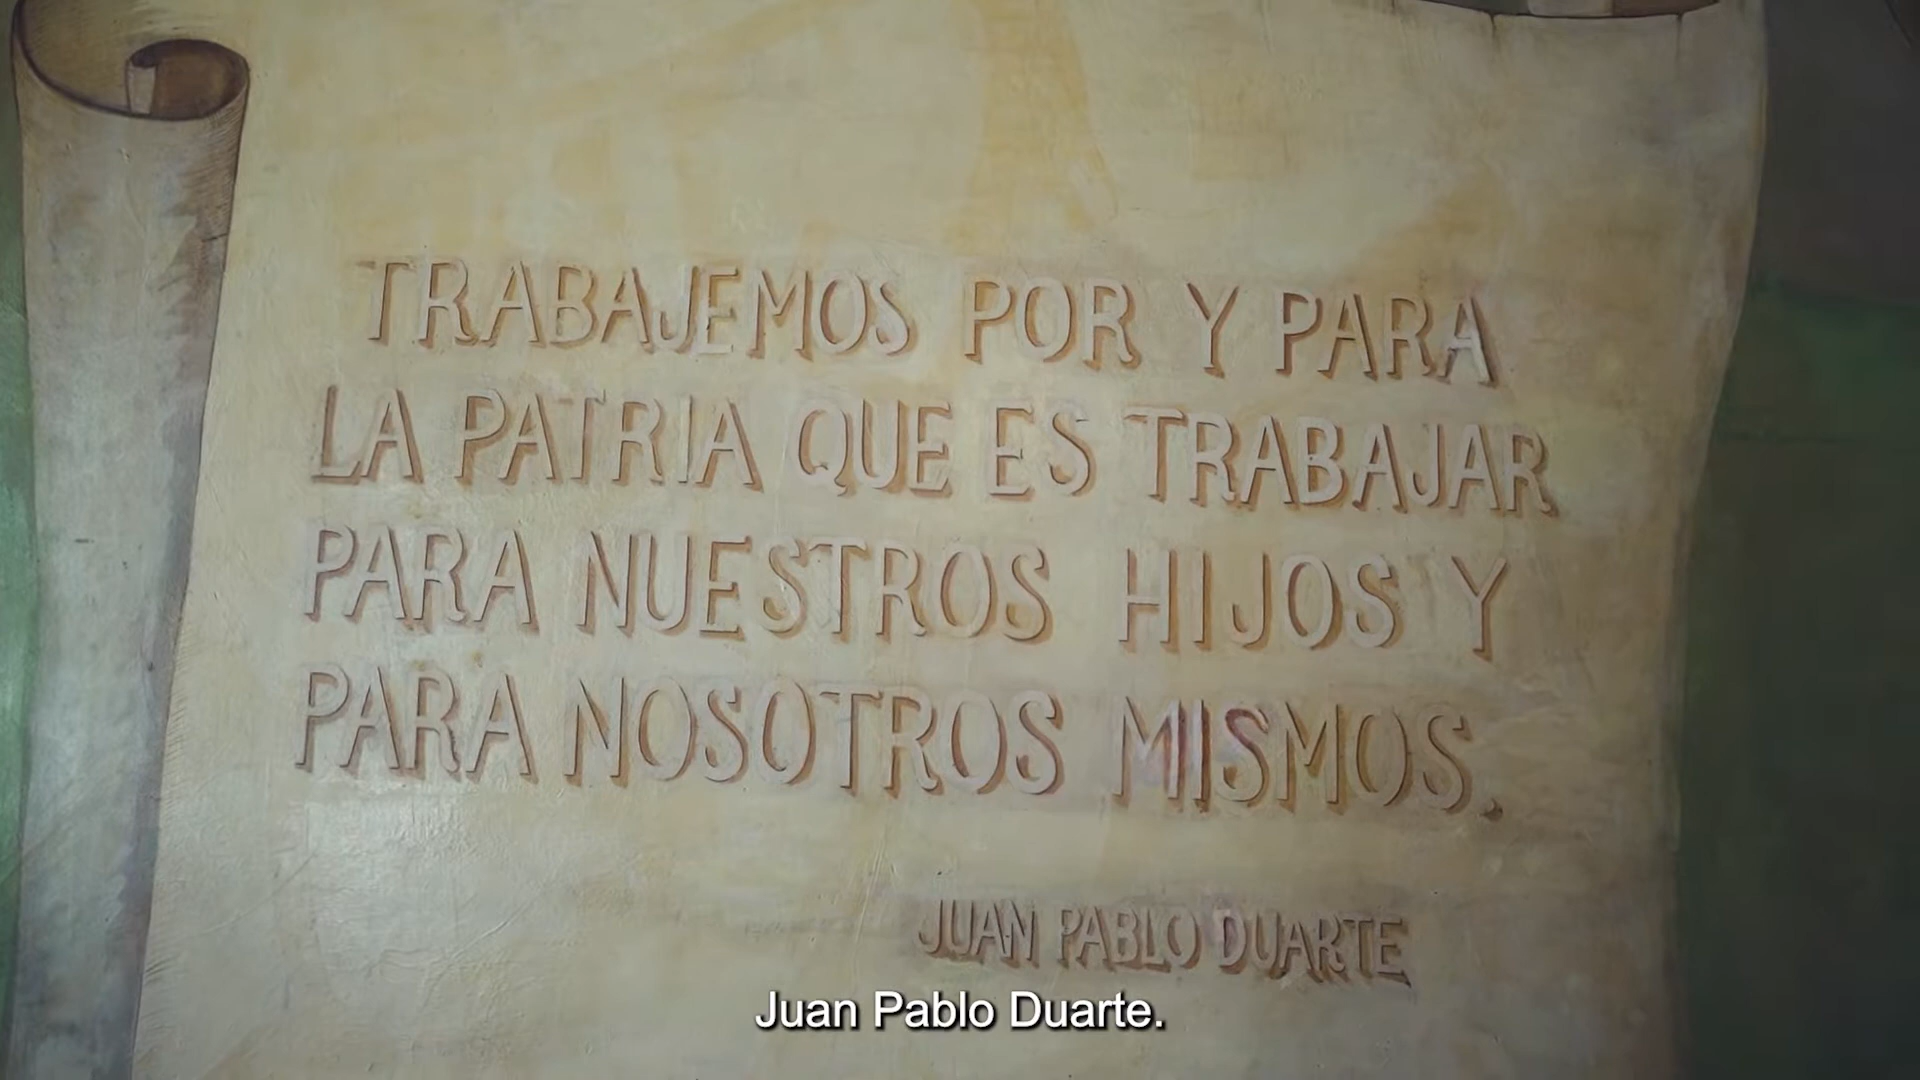 TRABAJEMOS POR Y PARA
LA PATRIA QUE ES TRABAJAR
PARA NUESTROS HIJOS Y
PARA NOSOTROS MISMOS.
JUAN PABLO DUARTE
Juan Pablo Duarte.